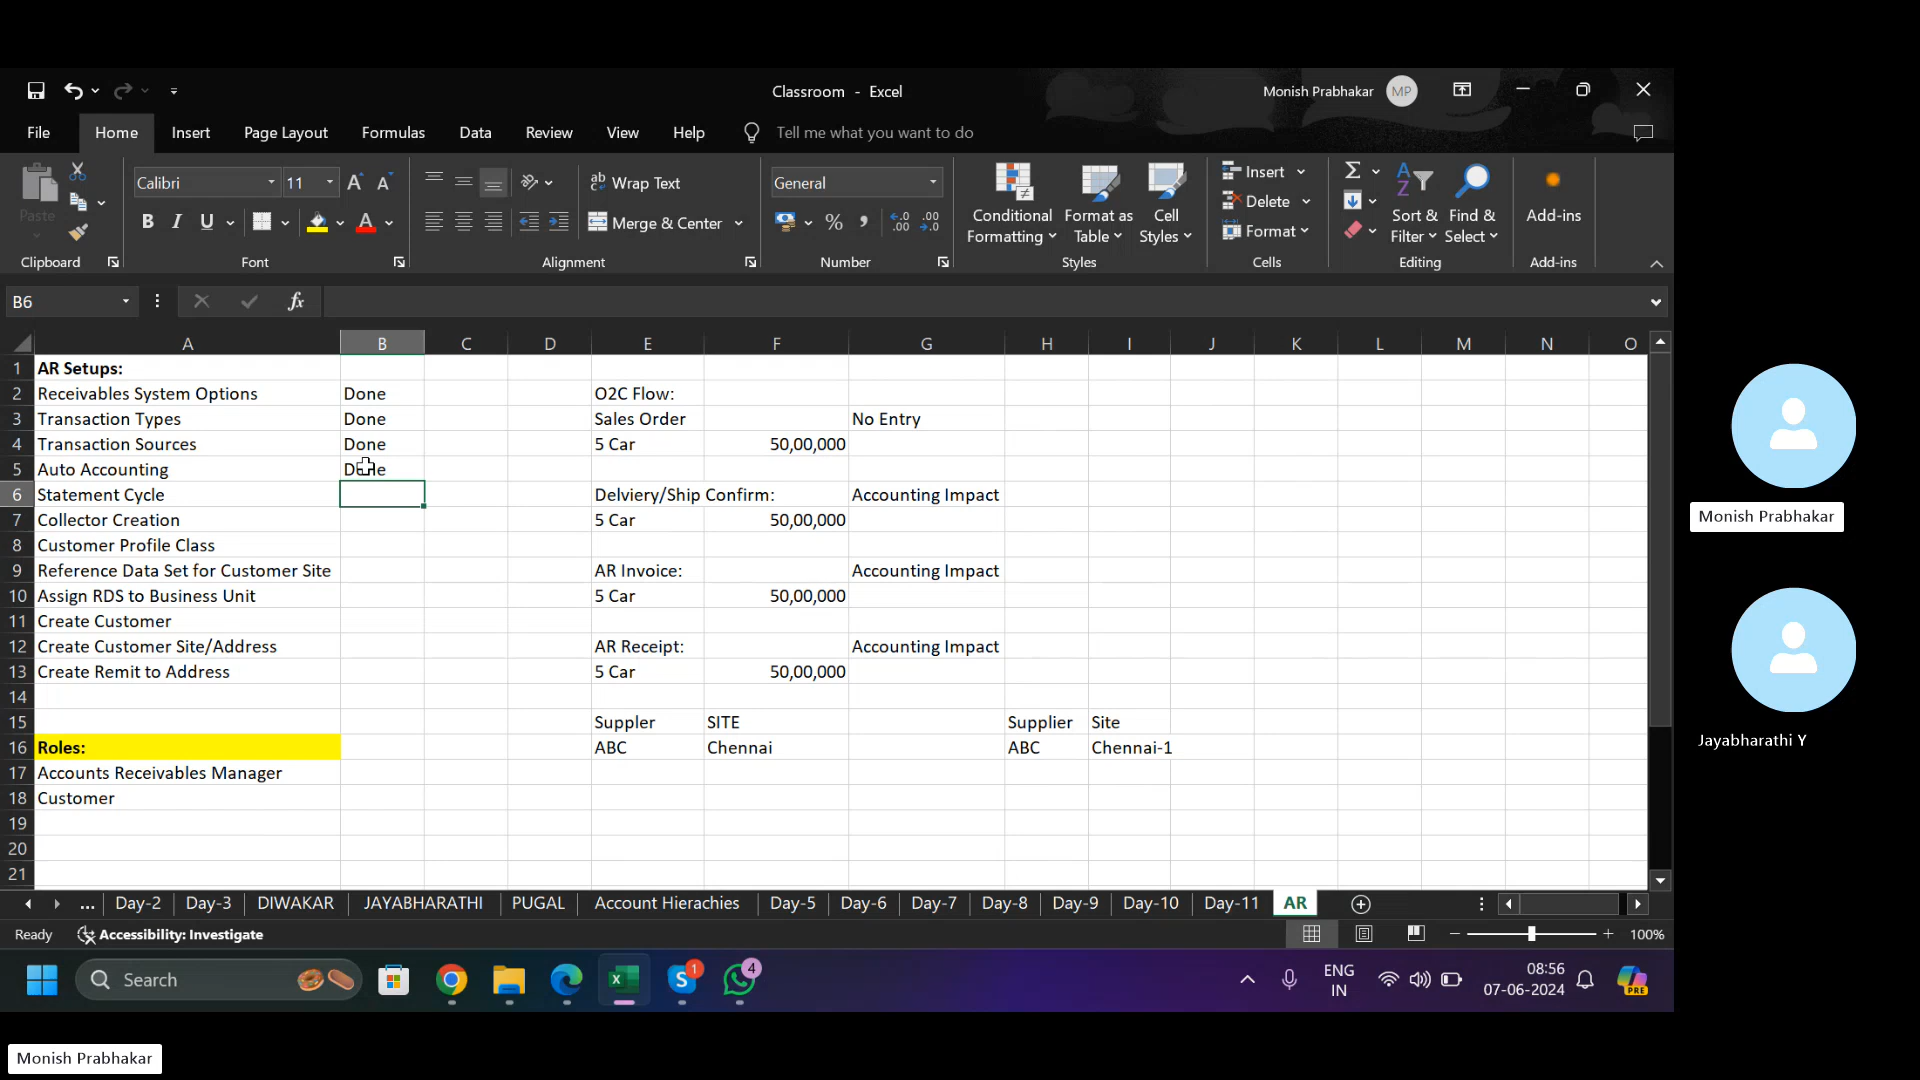 Classroom - Excel
Monish Prabhakar
MP
File Home Insert Page Layout Formulas Data Review View Help Tell me what you want to do
Paste
Clipboard
Calibri 11
B I U
Font
Wrap Text
Merge & Center
Alignment
General
Number
Conditional Formatting
Format as Table
Cell Styles
Styles
Insert
Delete
Format
Cells
Sort & Filter
Find & Select
Editing
Add-ins
Add-ins
B6
fx
A B C D E F G H I J K L M N O
1 AR Setups:
2 Receivables System Options Done O2C Flow:
3 Transaction Types Done Sales Order No Entry
4 Transaction Sources Done 5 Car 50,00,000
5 Auto Accounting Done
6 Statement Cycle Delviery/Ship Confirm: Accounting Impact
7 Collector Creation 5 Car 50,00,000
8 Customer Profile Class
9 Reference Data Set for Customer Site AR Invoice: Accounting Impact
10 Assign RDS to Business Unit 5 Car 50,00,000
11 Create Customer
12 Create Customer Site/Address AR Receipt: Accounting Impact
13 Create Remit to Address 5 Car 50,00,000
14
15 Suppler SITE Supplier Site
16 Roles: ABC Chennai ABC Chennai-1
17 Accounts Receivables Manager
18 Customer
19
20
21
... Day-2 Day-3 DIWAKAR JAYABHARATHI PUGAL Account Hierachies Day-5 Day-6 Day-7 Day-8 Day-9 Day-10 Day-11 AR
Ready Accessibility: Investigate 100%
Search
1
4
ENG
IN
08:56
07-06-2024
PRE
Monish Prabhakar
Jayabharathi Y
Monish Prabhakar